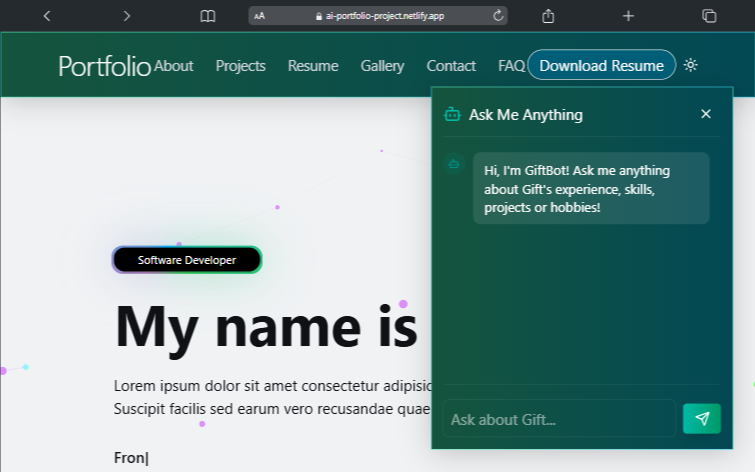 AA ai-portfolio-project.netlify.app
Portfolio About Projects Resume Gallery Contact FAQ Download Resume
Ask Me Anything
Hi, I'm GiftBot! Ask me anything
about Gift's experience, skills,
projects or hobbies!
Software Developer
My name is
Lorem ipsum dolor sit amet consectetur
Suscipit facilis sed earum vero recusandae
Fron|
Ask about Gift...